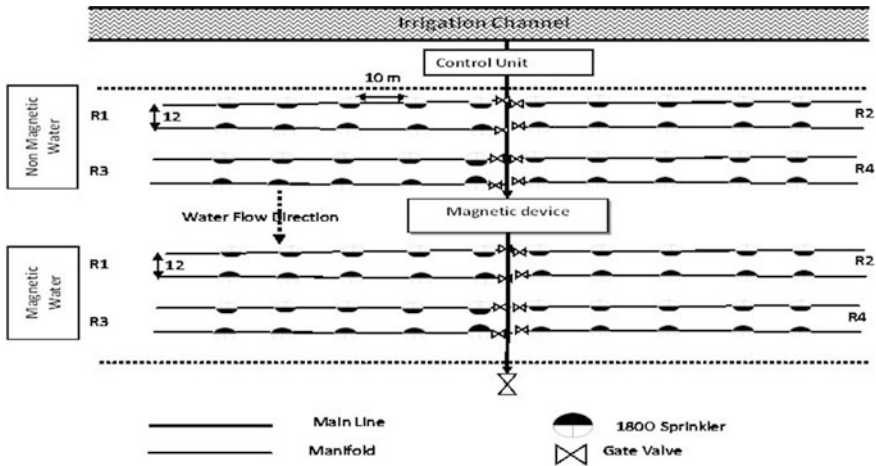 Irrigation Channel
Control Unit
10 m
Non Magnetic
Water
R1
12
R2
R3
R4
Water Flow Direction
Magnetic device
Magnetic
Water
R1
12
R2
R3
R4
Main Line
1800 Sprinkler
Manifold
Gate Valve